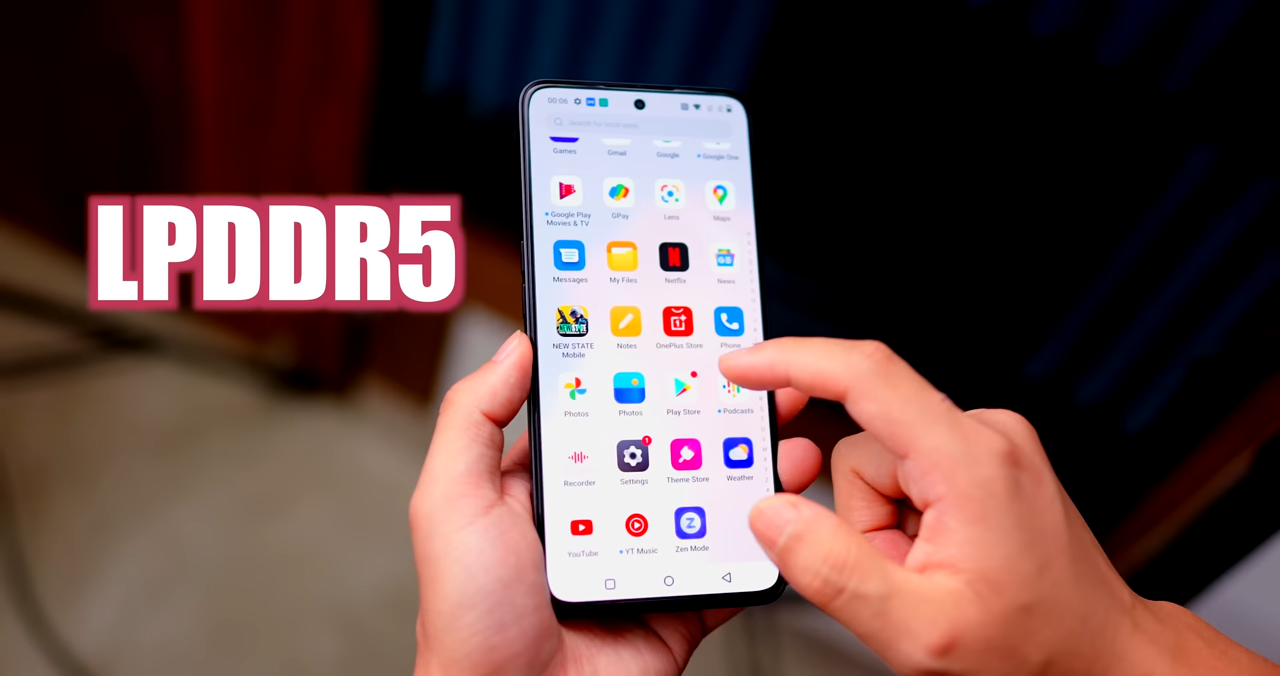 00:06
Games
Gmail
Google
Google One
LPDDR5
Google Play
Movies & TV
GPay
Lens
Maps
Messages
My Files
Netflix
News
NEW STATE
Mobile
Notes
OnePlus Store
Phone
Photos
Photos
Play Store
Podcasts
Recorder
Settings
1
Theme Store
Weather
YouTube
YT Music
Zen Mode